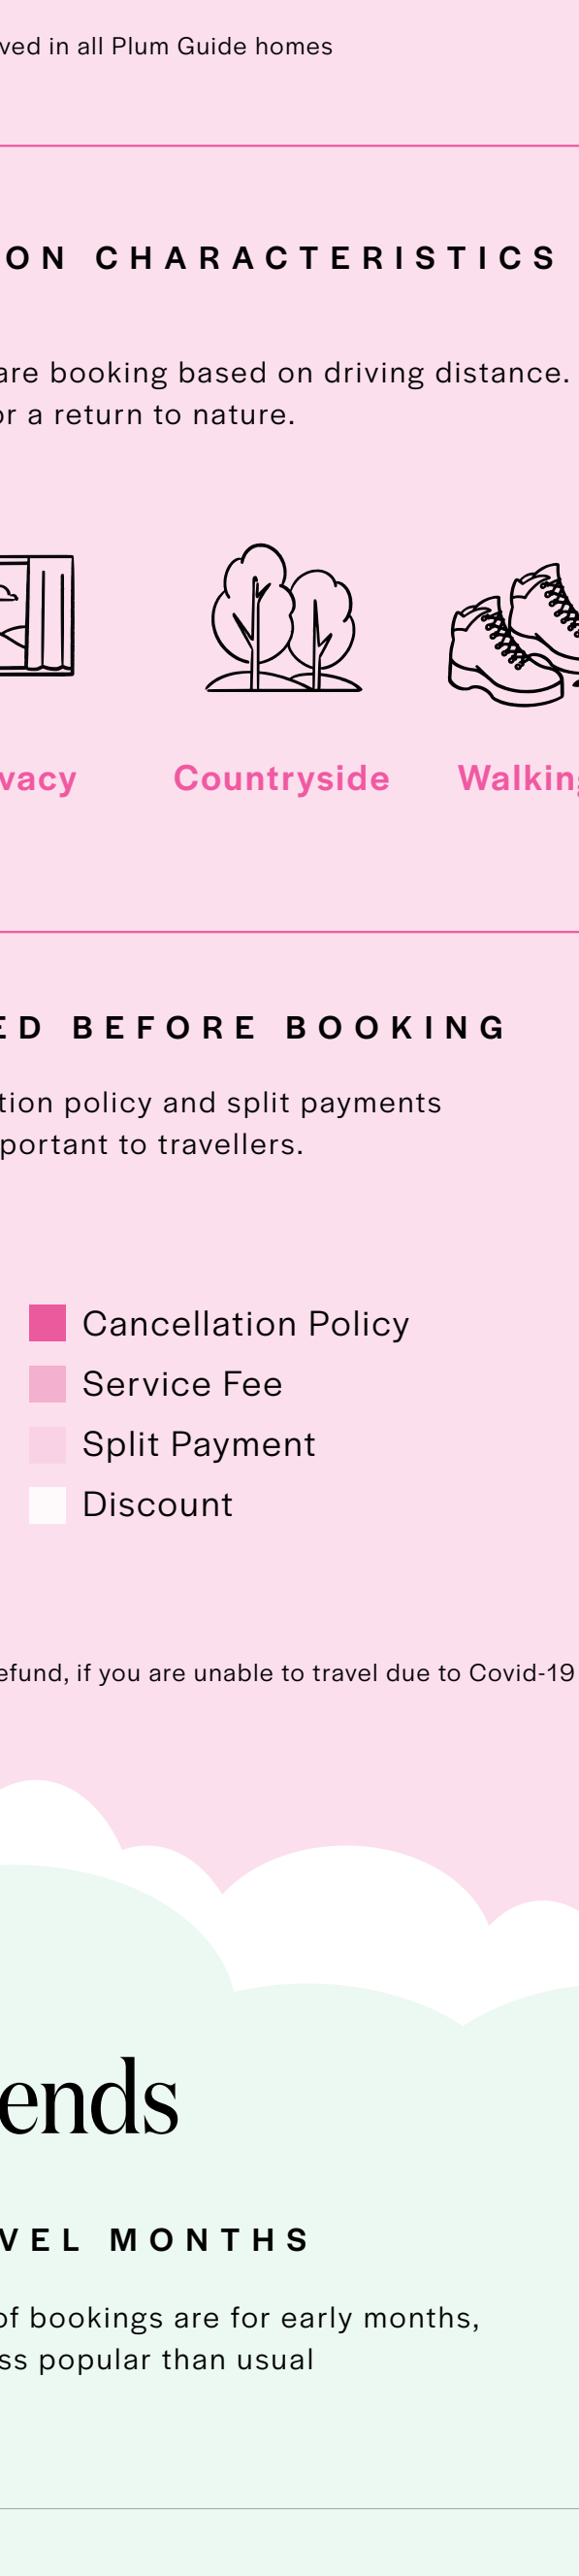 ved in all Plum Guide homes
ON CHARACTERISTICS
are booking based on driving distance.
or a return to nature.
vacy Countryside Walking
ED BEFORE BOOKING
tion policy and split payments
portant to travellers.
Cancellation Policy
Service Fee
Split Payment
Discount
efund, if you are unable to travel due to Covid-19
ends
VEL MONTHS
of bookings are for early months,
ss popular than usual